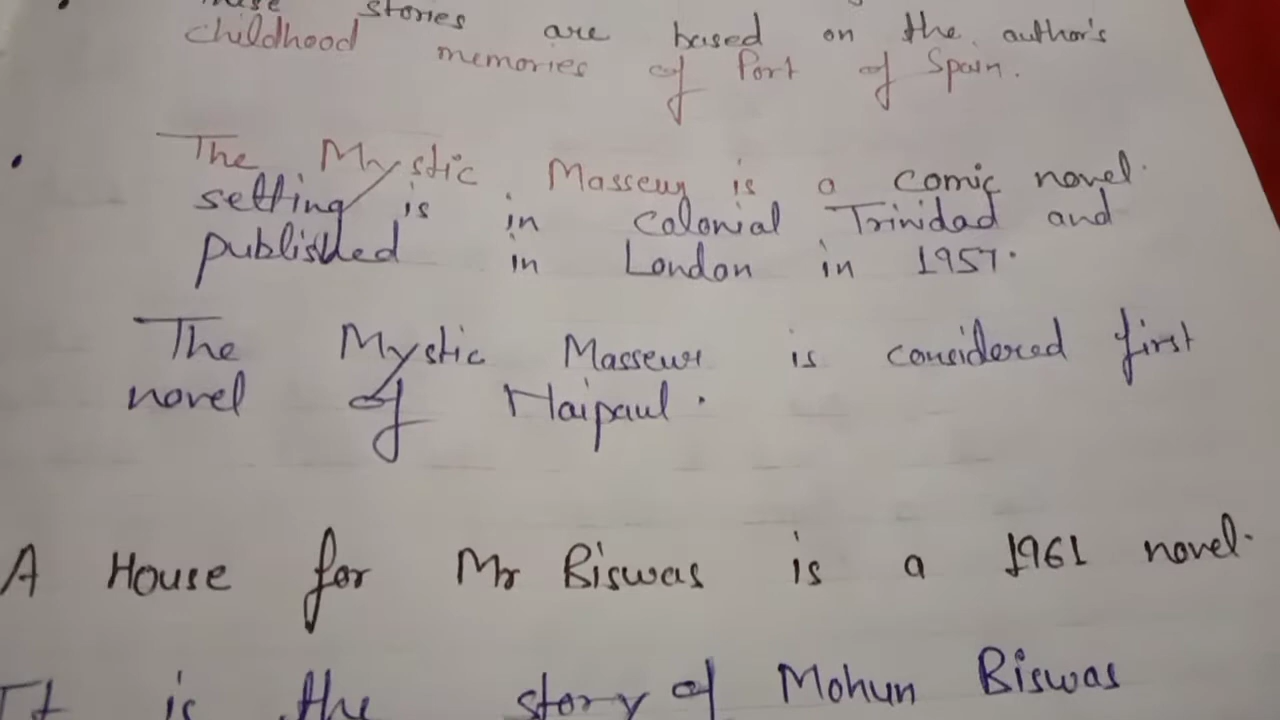 stories are based on the author's
childhood memories of Port of Spain.
The Mystic Masseur is a comic novel.
setting is in colonial Trinidad and
published in London in 1957.
The Mystic Masseur is considered first
novel of Naipaul.
A House for Mr Biswas is a 1961 novel.
It is the story of Mohun Biswas